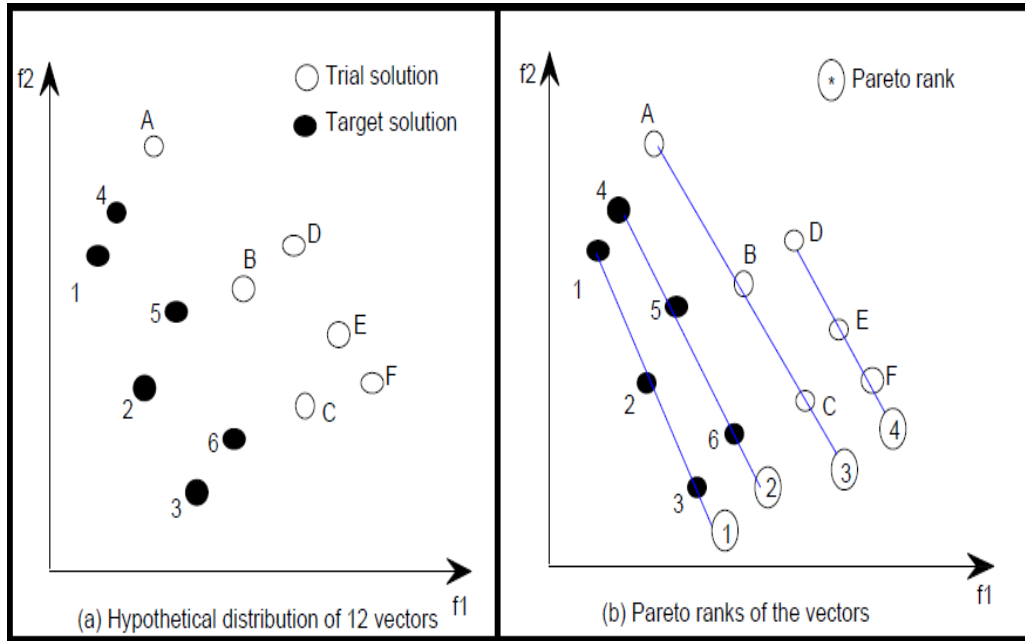 f2
Trial solution
Target solution
A
4
D
B
1
5
E
F
2
C
6
3
f1
(a) Hypothetical distribution of 12 vectors
f2
* Pareto rank
A
4
D
B
1
5
E
F
2
C
4
6
3
3
2
1
f1
(b) Pareto ranks of the vectors